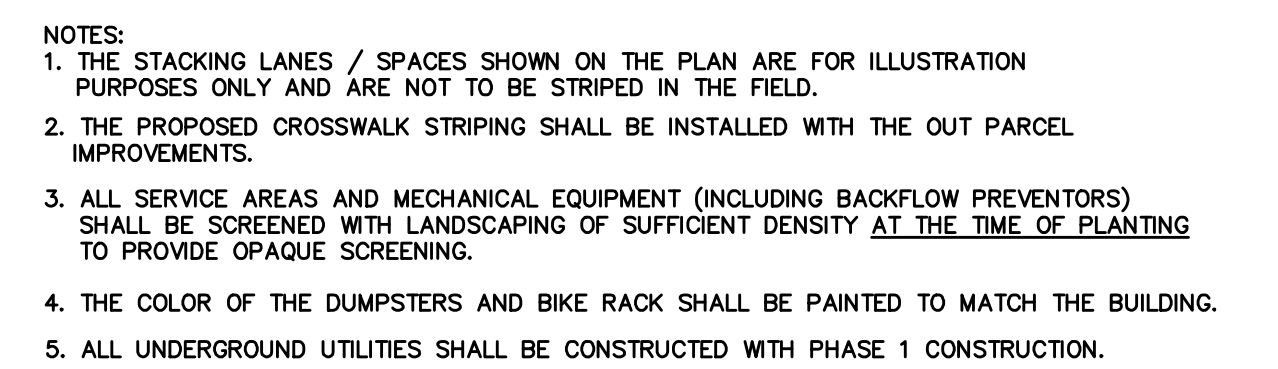 NOTES:
1. THE STACKING LANES / SPACES SHOWN ON THE PLAN ARE FOR ILLUSTRATION
PURPOSES ONLY AND ARE NOT TO BE STRIPED IN THE FIELD.
2. THE PROPOSED CROSSWALK STRIPING SHALL BE INSTALLED WITH THE OUT PARCEL
IMPROVEMENTS.
3. ALL SERVICE AREAS AND MECHANICAL EQUIPMENT (INCLUDING BACKFLOW PREVENTORS)
SHALL BE SCREENED WITH LANDSCAPING OF SUFFICIENT DENSITY AT THE TIME OF PLANTING
TO PROVIDE OPAQUE SCREENING.
4. THE COLOR OF THE DUMPSTERS AND BIKE RACK SHALL BE PAINTED TO MATCH THE BUILDING.
5. ALL UNDERGROUND UTILITIES SHALL BE CONSTRUCTED WITH PHASE 1 CONSTRUCTION.